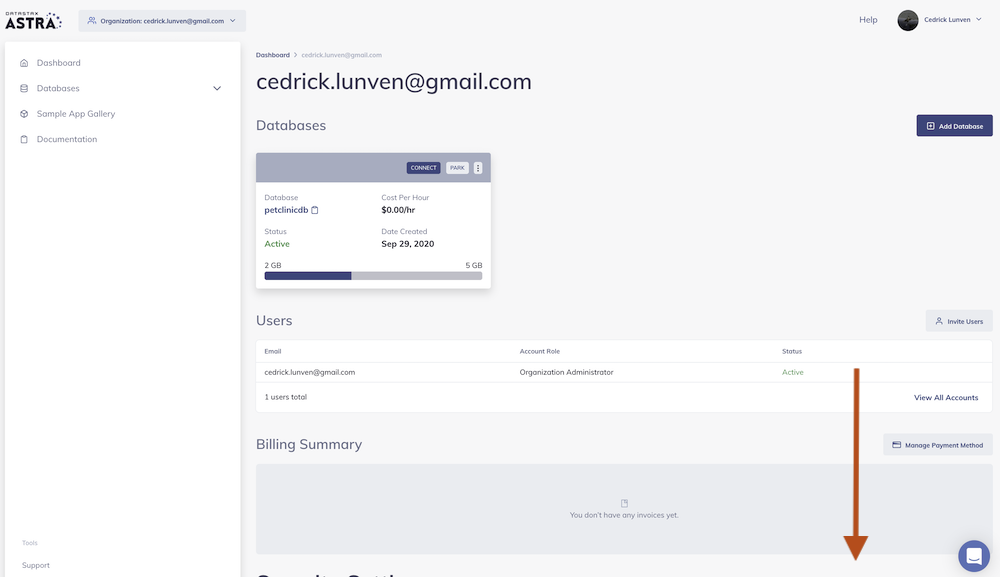 DATASTAX
ASTRA
Organization: cedrick.lunven@gmail.com
Help
Cedrick Lunven
Dashboard
Databases
Sample App Gallery
Documentation
Tools
Support
Dashboard > cedrick.lunven@gmail.com
cedrick.lunven@gmail.com
Databases
Add Database
CONNECT PARK
Database Cost Per Hour
petclinicdb $0.00/hr
Status Date Created
Active Sep 29, 2020
2 GB 5 GB
Users
Invite Users
Email Account Role Status
cedrick.lunven@gmail.com Organization Administrator Active
1 users total View All Accounts
Billing Summary
Manage Payment Method
You don't have any invoices yet.